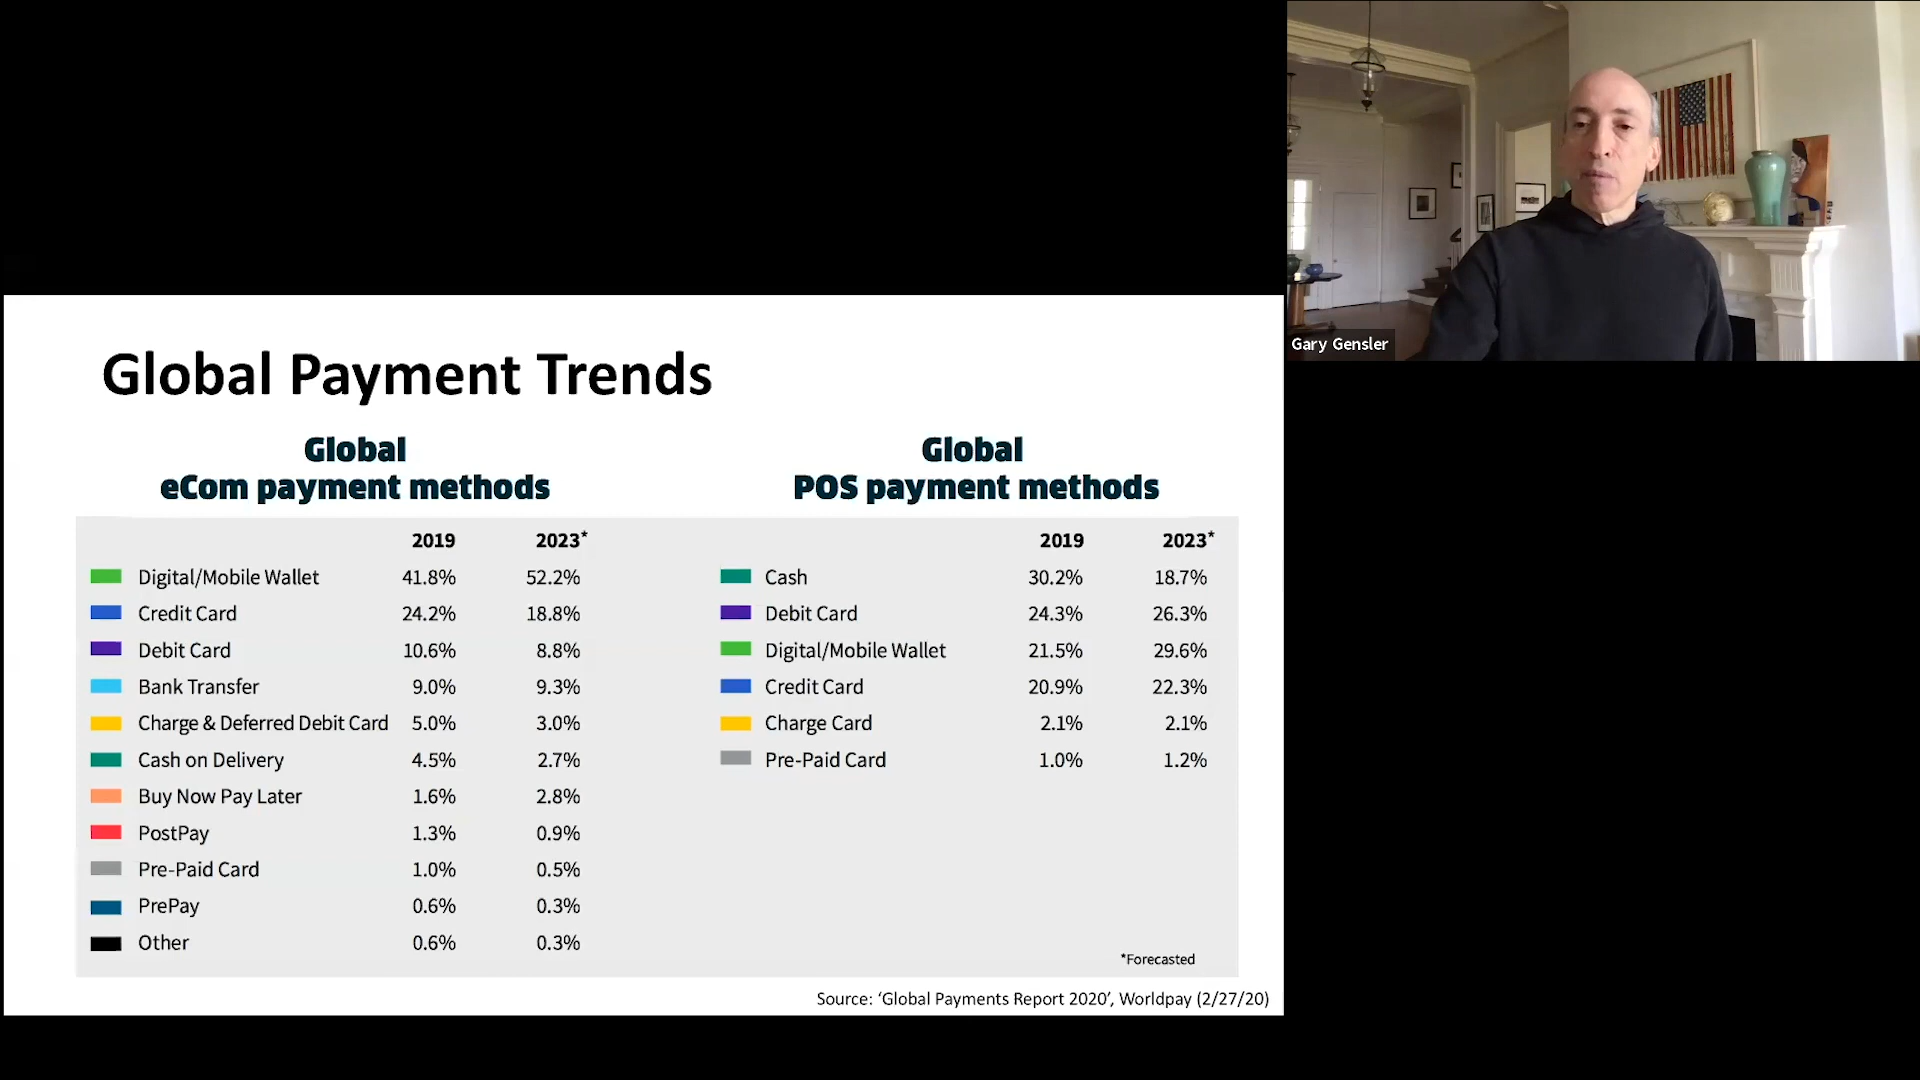 Gary Gensler
Global Payment Trends
Global
eCom payment methods
2019 2023*
Digital/Mobile Wallet 41.8% 52.2%
Credit Card 24.2% 18.8%
Debit Card 10.6% 8.8%
Bank Transfer 9.0% 9.3%
Charge & Deferred Debit Card 5.0% 3.0%
Cash on Delivery 4.5% 2.7%
Buy Now Pay Later 1.6% 2.8%
PostPay 1.3% 0.9%
Pre-Paid Card 1.0% 0.5%
PrePay 0.6% 0.3%
Other 0.6% 0.3%
Global
POS payment methods
2019 2023*
Cash 30.2% 18.7%
Debit Card 24.3% 26.3%
Digital/Mobile Wallet 21.5% 29.6%
Credit Card 20.9% 22.3%
Charge Card 2.1% 2.1%
Pre-Paid Card 1.0% 1.2%
*Forecasted
Source: ‘Global Payments Report 2020’, Worldpay (2/27/20)